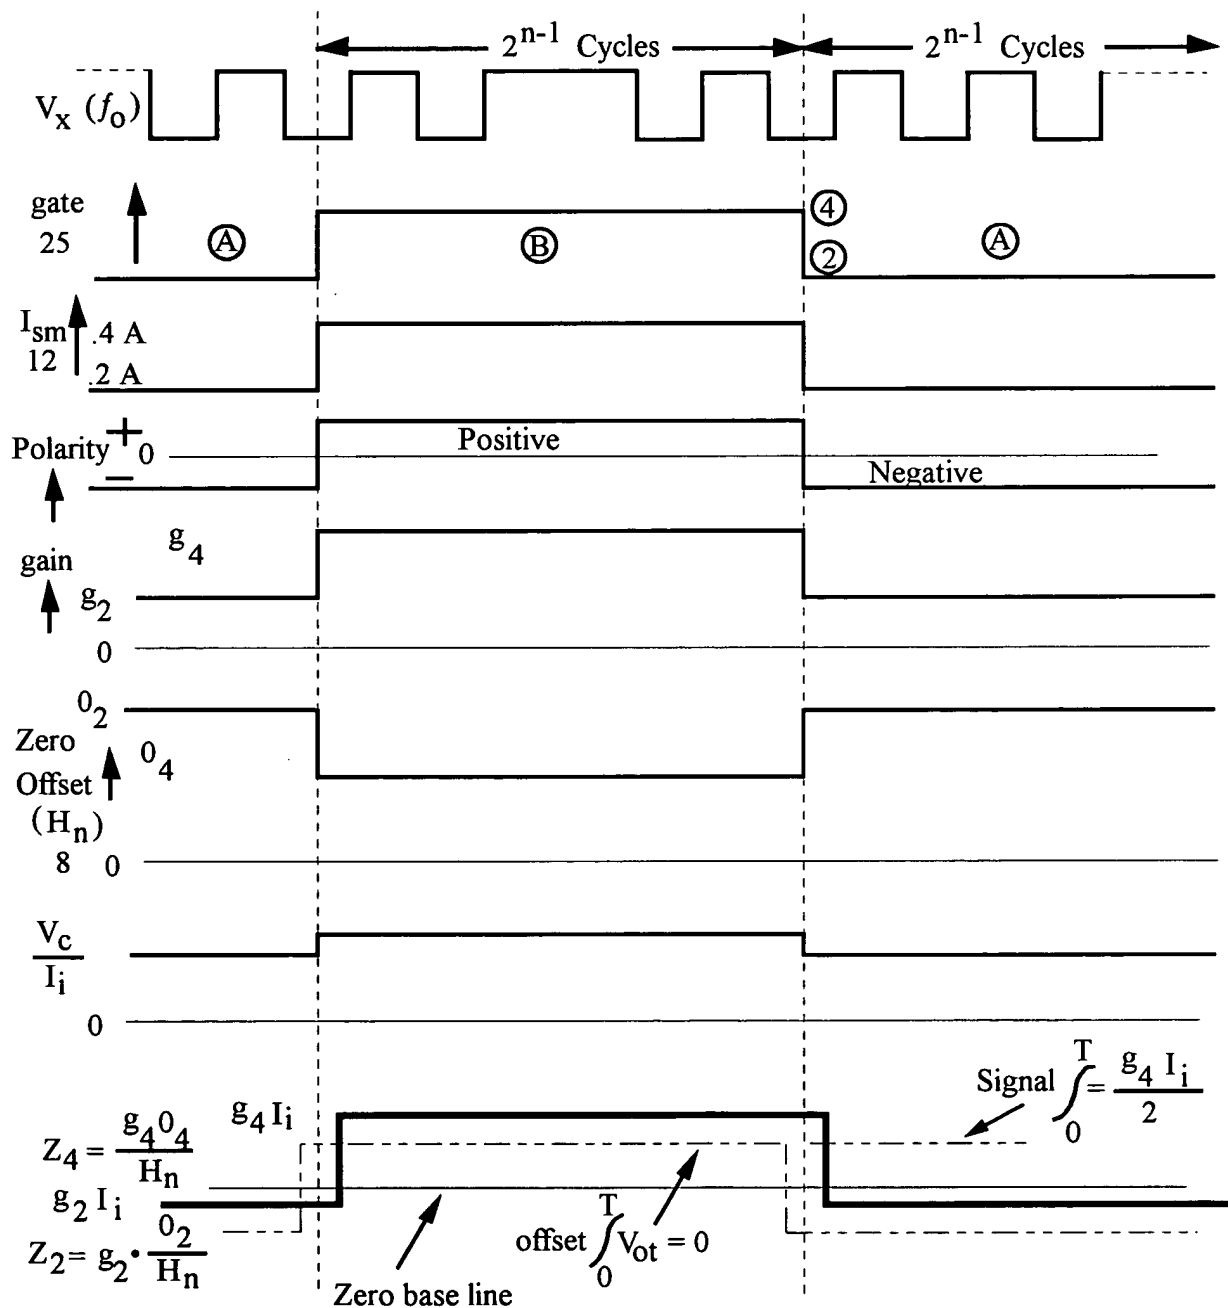 2^n-1 Cycles 2^n-1 Cycles
V_x (f_o)
gate
25
Ⓐ Ⓑ Ⓐ
④
②
I_sm
12
.4 A
.2 A
Polarity + 0
−
Positive
Negative
gain
g_4
g_2
0
0_2
Zero
0_4
Offset
(H_n)
8 0
V_c / I_i
0
Signal ∫_0^T = g_4 I_i / 2
g_4 I_i
Z_4 = g_4 0_4 / H_n
g_2 I_i
Z_2 = g_2 · 0_2 / H_n
offset ∫_0^T V_ot = 0
Zero base line